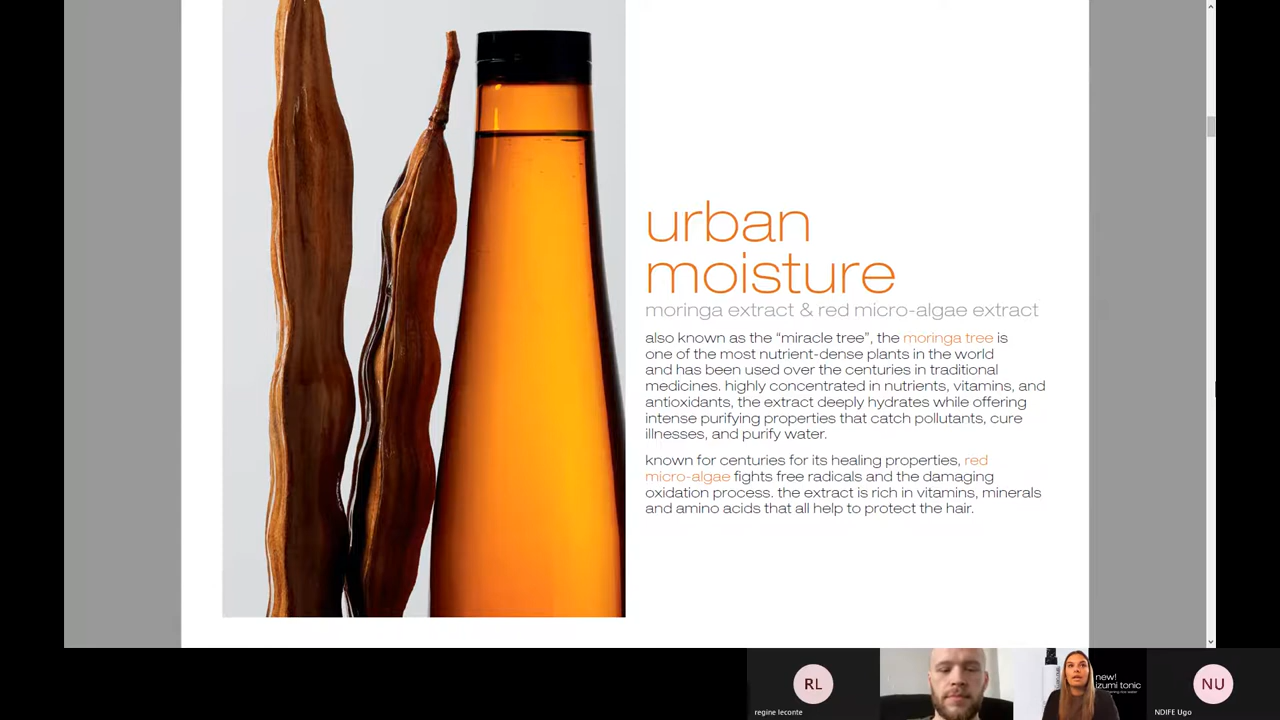 urban
moisture
moringa extract & red micro-algae extract
also known as the “miracle tree”, the moringa tree is
one of the most nutrient-dense plants in the world
and has been used over the centuries in traditional
medicines. highly concentrated in nutrients, vitamins, and
antioxidants, the extract deeply hydrates while offering
intense purifying properties that catch pollutants, cure
illnesses, and purify water.
known for centuries for its healing properties, red
micro-algae fights free radicals and the damaging
oxidation process. the extract is rich in vitamins, minerals
and amino acids that all help to protect the hair.
RL
regine leconte
new!
izumi tonic
NU
NDIFE Ugo